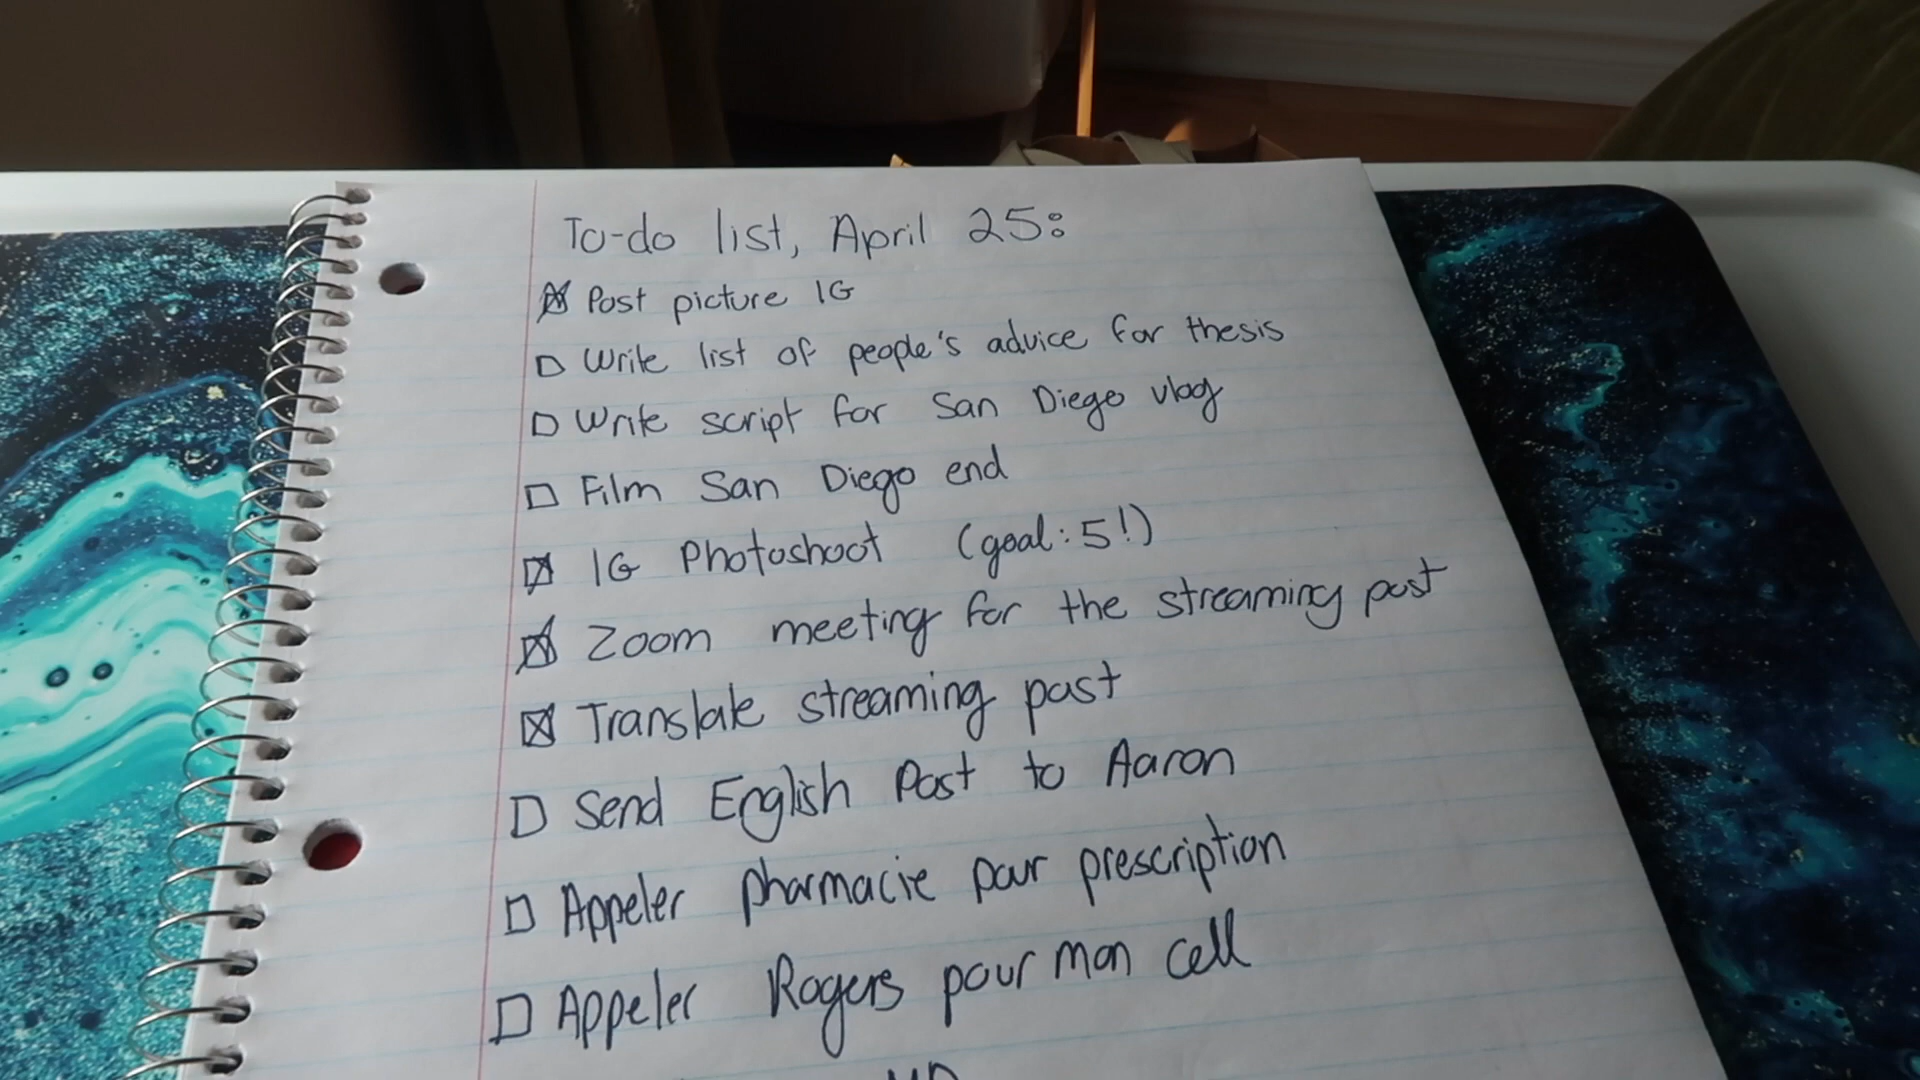 To-do list, April 25:
☒ Post picture IG
☐ Write list of people's advice for thesis
☐ Write script for San Diego vlog
☐ Film San Diego end
☒ IG Photoshoot (goal: 5!)
☒ Zoom meeting for the streaming post
☒ Translate streaming post
☐ Send English Post to Aaron
☐ Appeler pharmacie pour prescription
☐ Appeler Rogers pour mon cell